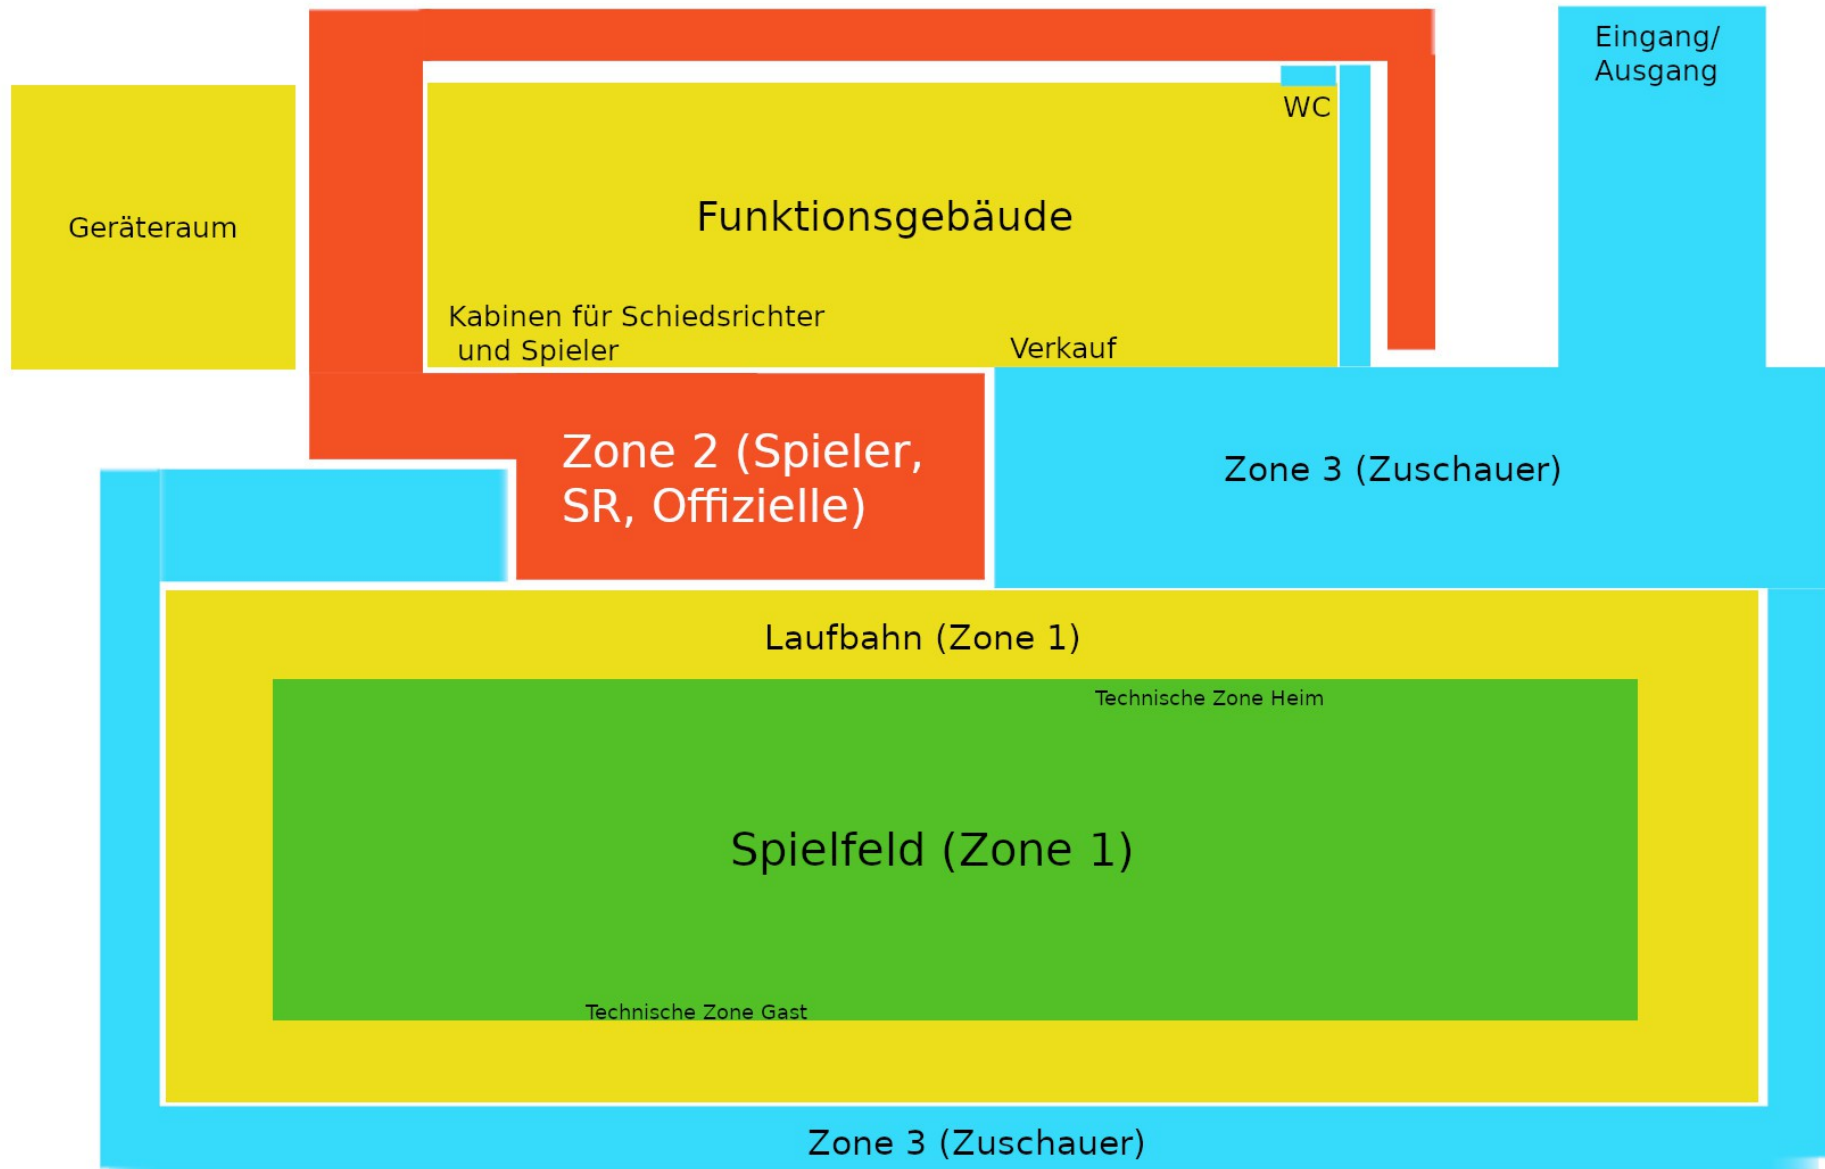 Eingang/
Ausgang
WC
Geräteraum
Funktionsgebäude
Kabinen für Schiedsrichter
und Spieler
Verkauf
Zone 2 (Spieler,
SR, Offizielle)
Zone 3 (Zuschauer)
Laufbahn (Zone 1)
Technische Zone Heim
Spielfeld (Zone 1)
Technische Zone Gast
Zone 3 (Zuschauer)